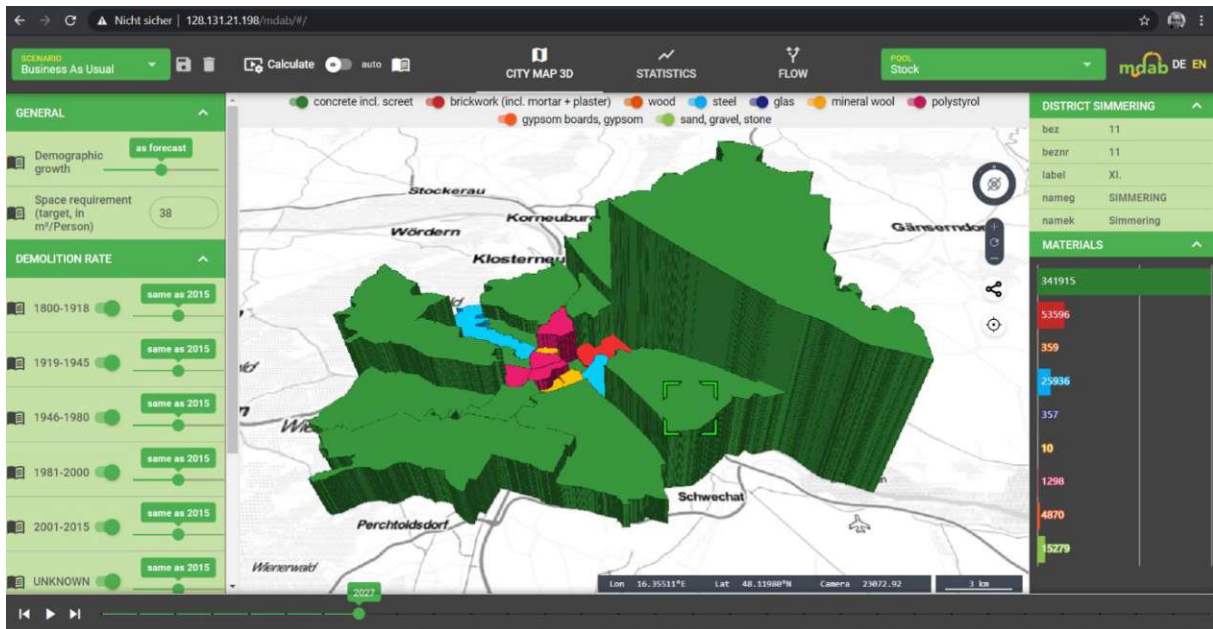 Nicht sicher | 128.131.21.198/mdab/#/
SCENARIO
Business As Usual
Calculate
auto
CITY MAP 3D
STATISTICS
FLOW
POOL
Stock
mdab
DE EN
concrete incl. screet
brickwork (incl. mortar + plaster)
wood
steel
glas
mineral wool
polystyrol
gypsom boards, gypsom
sand, gravel, stone
GENERAL
Demographic
growth
as forecast
Space requirement
(target, in
m²/Person)
38
DEMOLITION RATE
1800-1918
same as 2015
1919-1945
same as 2015
1946-1980
same as 2015
1981-2000
same as 2015
2001-2015
same as 2015
UNKNOWN
same as 2015
Stockerau
Korneubur
Wördern
Klosterneu
Gänserndo
Wie
Schwechat
Perchtoldsdorf
Wienerwald
Lon 16.35511°E Lat 48.11980°N Camera 23072.92
3 km
DISTRICT SIMMERING
bez 11
beznr 11
label XI.
nameg SIMMERING
namek Simmering
MATERIALS
341915
53596
359
25936
357
10
1298
4870
15279
2027